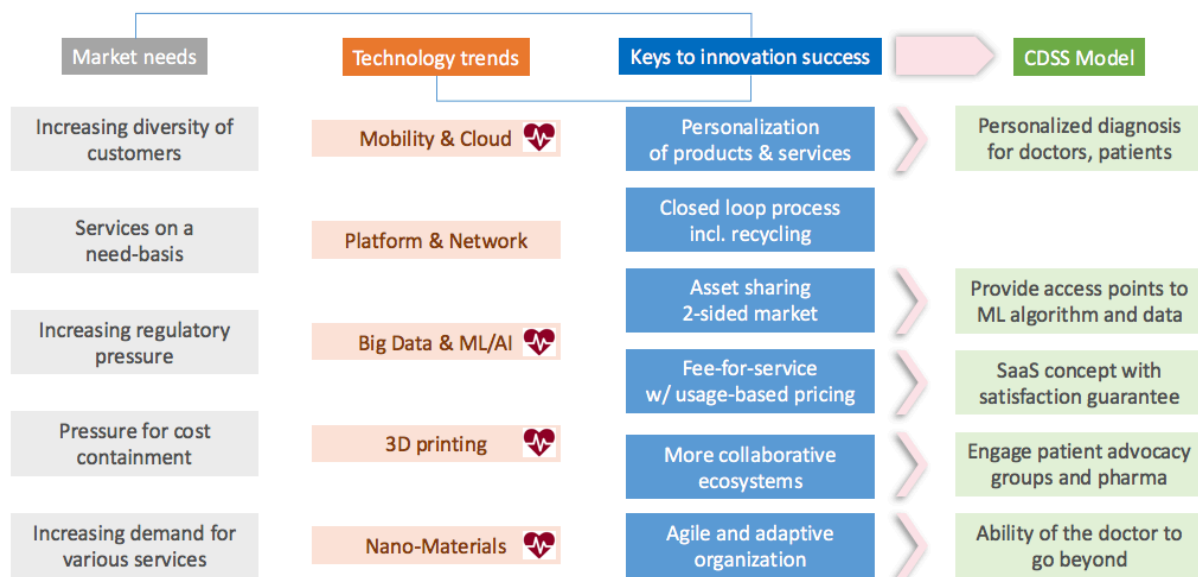 Market needs
Technology trends
Keys to innovation success
CDSS Model
Increasing diversity of
customers
Mobility & Cloud
Personalization
of products & services
Personalized diagnosis
for doctors, patients
Services on a
need-basis
Platform & Network
Closed loop process
incl. recycling
Increasing regulatory
pressure
Big Data & ML/AI
Asset sharing
2-sided market
Provide access points to
ML algorithm and data
Fee-for-service
w/ usage-based pricing
SaaS concept with
satisfaction guarantee
Pressure for cost
containment
3D printing
More collaborative
ecosystems
Engage patient advocacy
groups and pharma
Increasing demand for
various services
Nano-Materials
Agile and adaptive
organization
Ability of the doctor to
go beyond